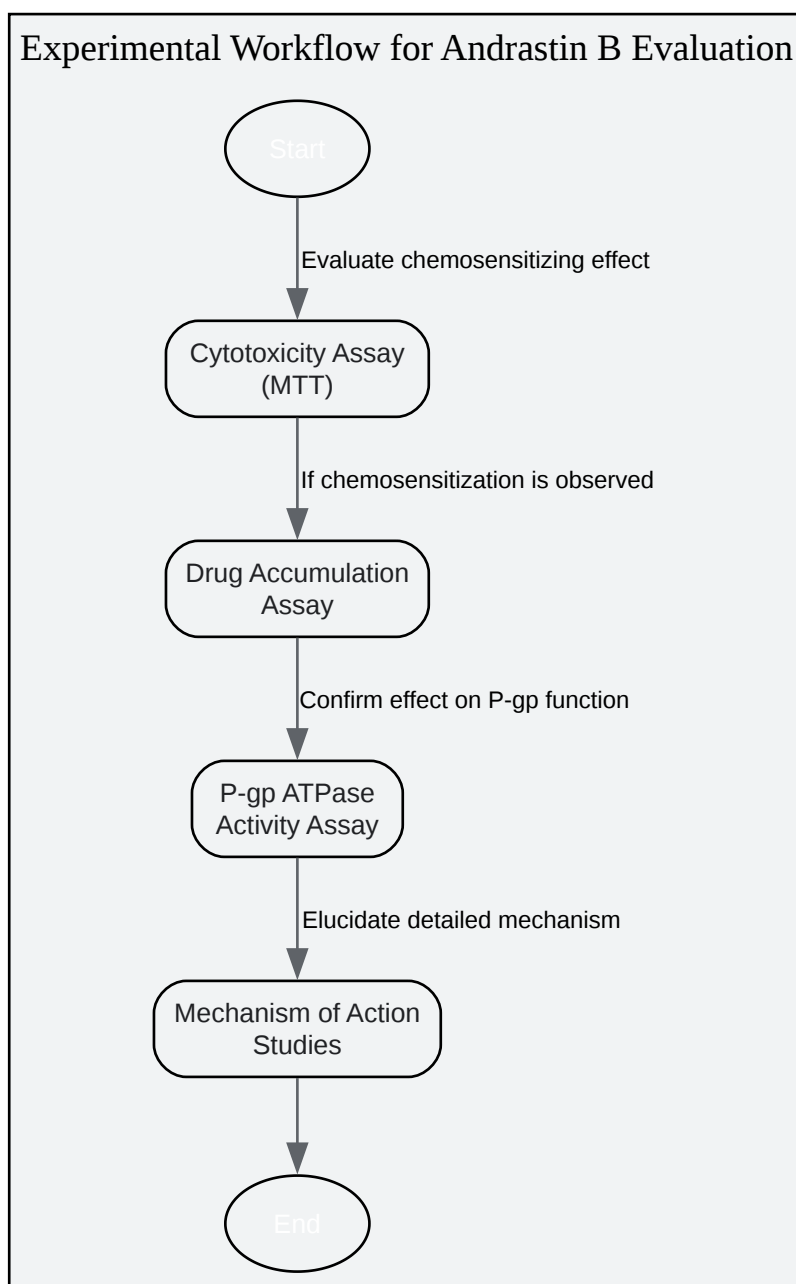 Experimental Workflow for Andrastin B Evaluation
Start
Evaluate chemosensitizing effect
Cytotoxicity Assay
(MTT)
If chemosensitization is observed
Drug Accumulation
Assay
Confirm effect on P-gp function
P-gp ATPase
Activity Assay
Elucidate detailed mechanism
Mechanism of Action
Studies
End